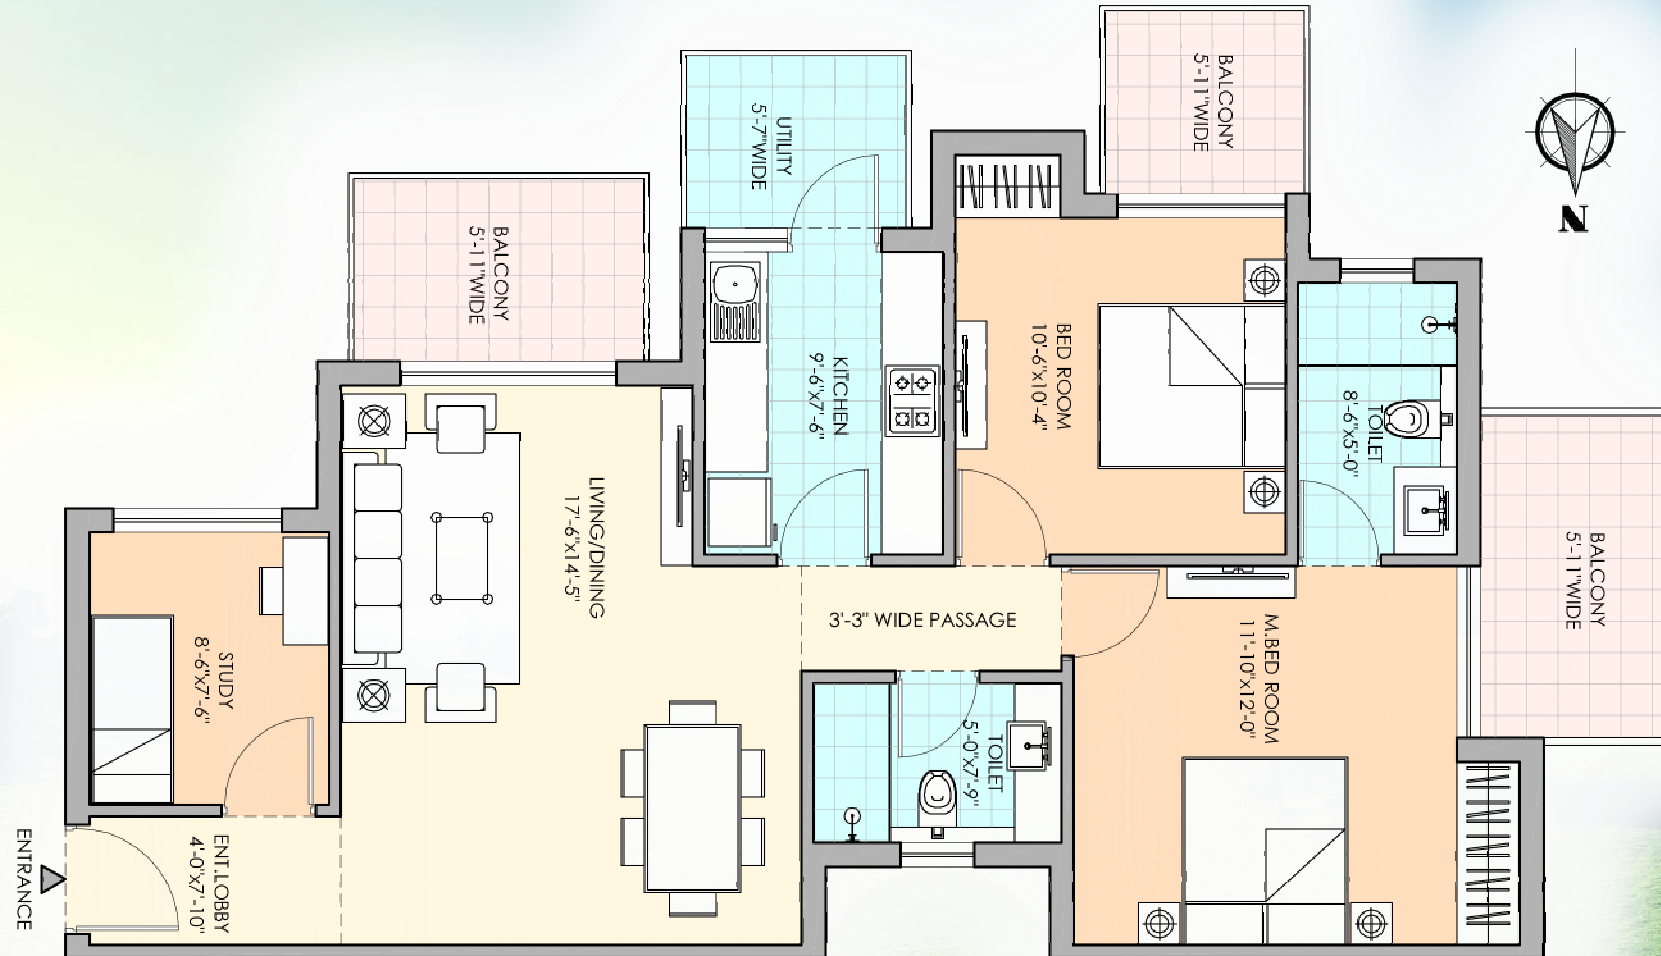 BALCONY
5'-11"WIDE
N
UTILITY
5'-7"WIDE
BALCONY
5'-11"WIDE
BED ROOM
10'-6"x10'-4"
KITCHEN
9'-6"x7'-6"
TOILET
8'-6"x5'-0"
LIVING/DINING
17'-6"x14'-5"
BALCONY
5'-11"WIDE
3'-3" WIDE PASSAGE
M.BED ROOM
11'-10"x12'-0"
STUDY
8'-6"x7'-6"
TOILET
5'-0"x7'-9"
ENT.LOBBY
4'-0"x7'-10"
ENTRANCE